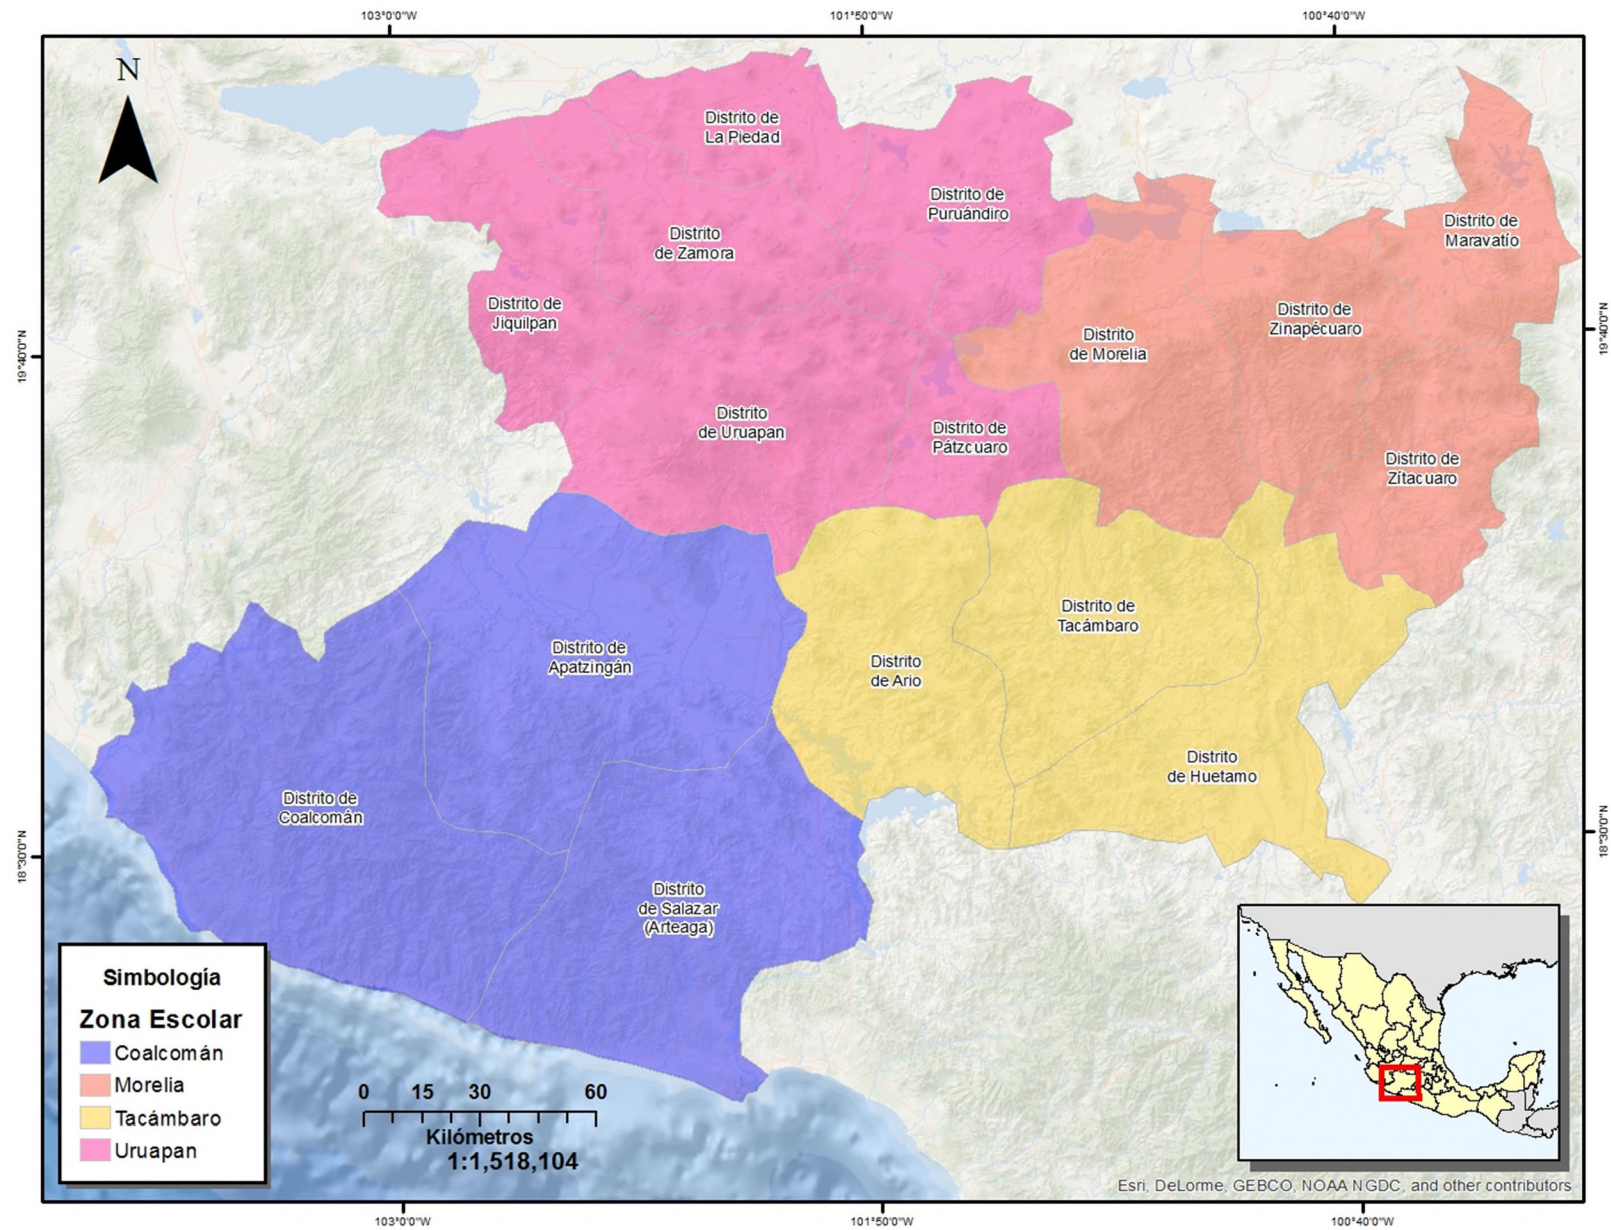 103°0'0"W
101°50'0"W
100°40'0"W
N
Distrito de
La Piedad
Distrito de
Puruándiro
Distrito de
Maravatío
Distrito
de Zamora
Distrito de
Jiquilpan
Distrito de
Zinapécuaro
Distrito
de Morelia
19°40'0"N
19°40'0"N
Distrito
de Uruapan
Distrito de
Pátzcuaro
Distrito de
Zítacuaro
Distrito de
Tacámbaro
Distrito de
Apatzingán
Distrito
de Ario
Distrito
de Huetamo
Distrito de
Coalcomán
18°30'0"N
18°30'0"N
Distrito
de Salazar
(Arteaga)
Simbología
Zona Escolar
Coalcomán
Morelia
Tacámbaro
Uruapan
0 15 30 60
Kilómetros
1:1,518,104
Esri, DeLorme, GEBCO, NOAA NGDC, and other contributors
103°0'0"W
101°50'0"W
100°40'0"W